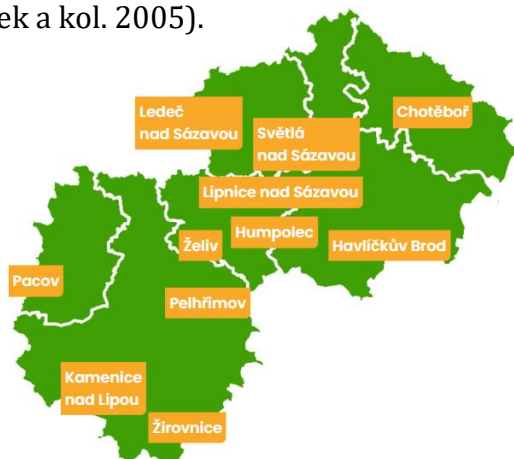 ek a kol. 2005).
Ledeč
nad Sázavou
Světlá
nad Sázavou
Chotěboř
Lipnice nad Sázavou
Želiv
Humpolec
Havlíčkův Brod
Pacov
Pelhřimov
Kamenice
nad Lipou
Žirovnice